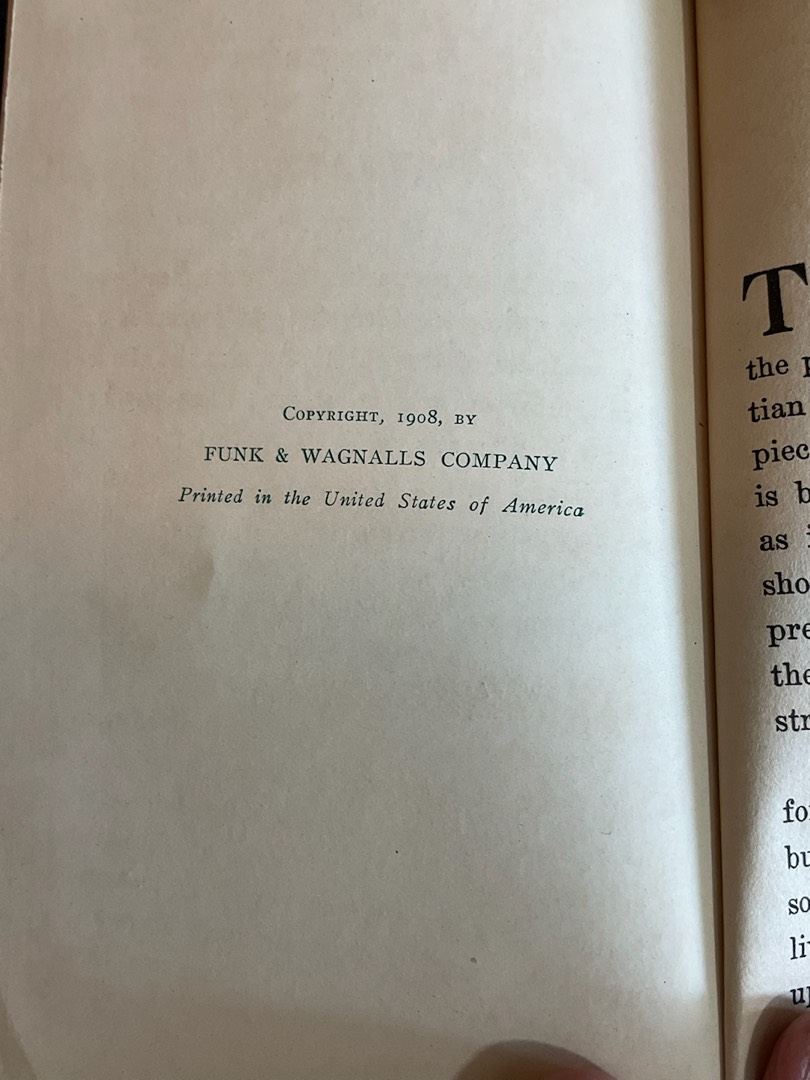 COPYRIGHT, 1908, BY
FUNK & WAGNALLS COMPANY
Printed in the United States of America
T
the
tian
piec
is b
as
sho
pre
the
str
fo
bu
so
li
up